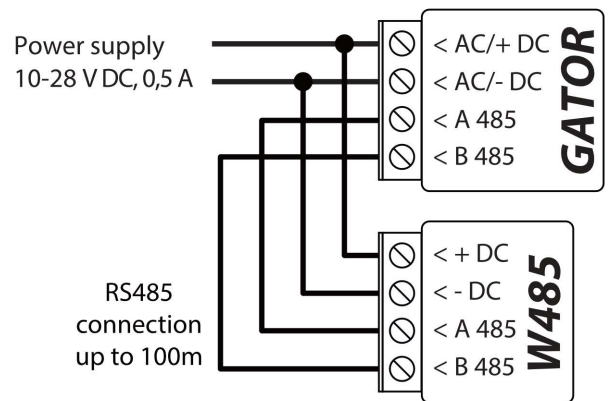 Power supply
10-28 V DC, 0,5 A
< AC/+ DC
< AC/- DC
< A 485
< B 485
GATOR
RS485
connection
up to 100m
< + DC
< - DC
< A 485
< B 485
W485